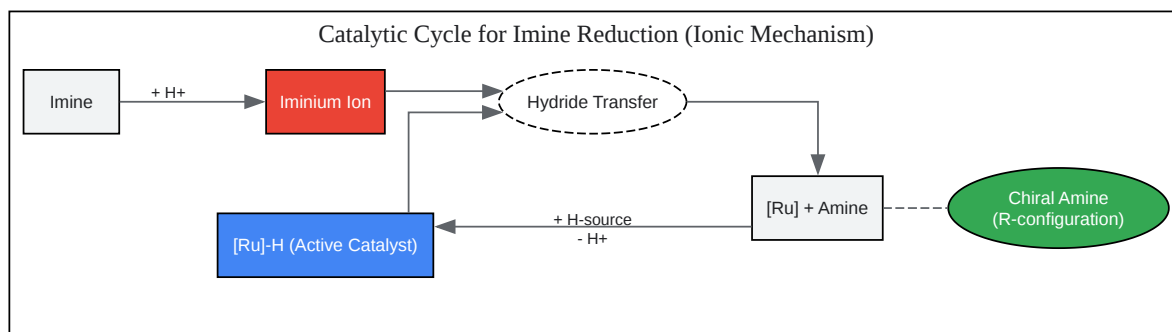 Catalytic Cycle for Imine Reduction (Ionic Mechanism)
Imine
+ H+
Iminium Ion
Hydride Transfer
[Ru] + Amine
Chiral Amine
(R-configuration)
+ H-source
- H+
[Ru]-H (Active Catalyst)